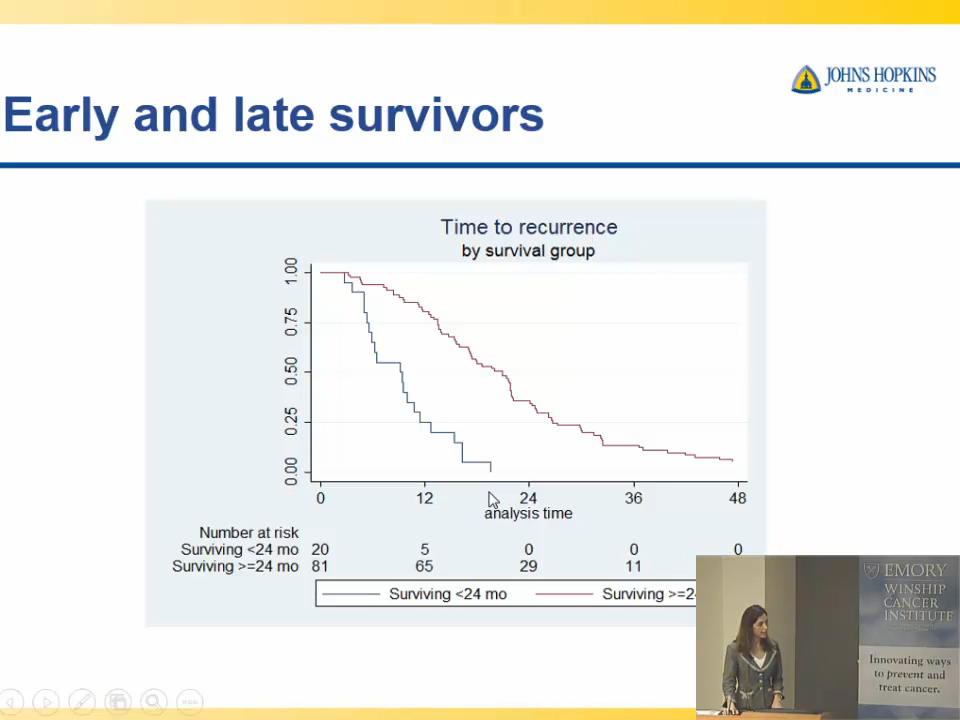 JOHNS HOPKINS
MEDICINE
Early and late survivors
Time to recurrence
by survival group
1.00
0.75
0.50
0.25
0.00
0 12 24 36 48
analysis time
Number at risk
Surviving <24 mo 20 5 0 0 0
Surviving >=24 mo 81 65 29 11
Surviving <24 mo Surviving >=2
EMORY
WINSHIP
CANCER
INSTITUTE
Innovating ways
to prevent and
treat cancer.